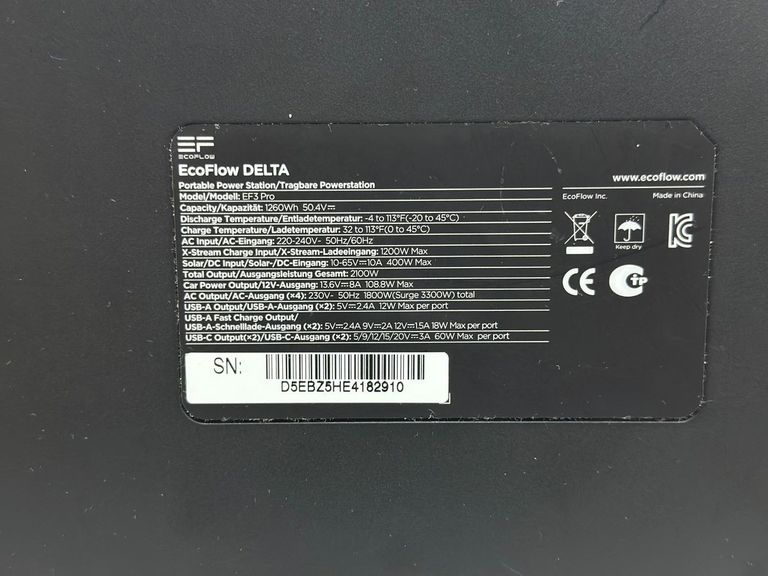 EF
ECOFLOW
EcoFlow DELTA
Portable Power Station/Tragbare Powerstation
Model/Modell: EF3 Pro
Capacity/Kapazität: 1260Wh 50.4V⎓
Discharge Temperature/Entladetemperatur: -4 to 113°F(-20 to 45°C)
Charge Temperature/Ladetemperatur: 32 to 113°F(0 to 45°C)
AC Input/AC-Eingang: 220-240V~ 50Hz/60Hz
X-Stream Charge Input/X-Stream-Ladeeingang: 1200W Max
Solar/DC Input/Solar-/DC-Eingang: 10-65V⎓10A 400W Max
Total Output/Ausgangsleistung Gesamt: 2100W
Car Power Output/12V-Ausgang: 13.6V⎓8A 108.8W Max
AC Output/AC-Ausgang (×4): 230V~ 50Hz 1800W(Surge 3300W) total
USB-A Output/USB-A-Ausgang (×2): 5V⎓2.4A 12W Max per port
USB-A Fast Charge Output/
USB-A-Schnelllade-Ausgang (×2): 5V⎓2.4A 9V⎓2A 12V⎓1.5A 18W Max per port
USB-C Output(×2)/USB-C-Ausgang (×2): 5/9/12/15/20V⎓3A 60W Max per port
www.ecoflow.com
EcoFlow Inc. Made in China
Keep dry
CE
SN:
D5EBZ5HE4182910